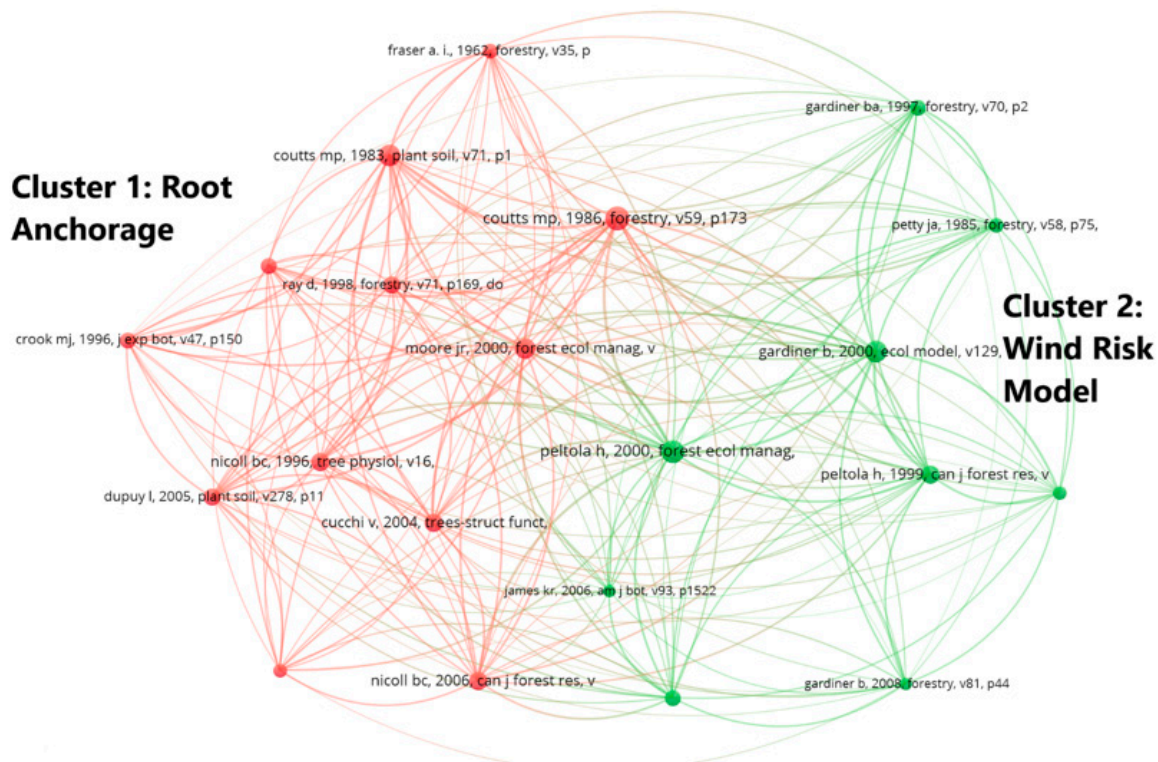 fraser a. i., 1962, forestry, v35, p
gardiner ba, 1997, forestry, v70, p2
coutts mp, 1983, plant soil, v71, p1
Cluster 1: Root
Anchorage
coutts mp, 1986, forestry, v59, p173
petty ja, 1985, forestry, v58, p75,
ray d, 1998, forestry, v71, p169, do
Cluster 2:
Wind Risk
Model
crook mj, 1996, j exp bot, v47, p150
moore jr, 2000, forest ecol manag, v
gardiner b, 2000, ecol model, v129,
peltola h, 2000, forest ecol manag,
nicoll bc, 1996, tree physiol, v16,
peltola h, 1999, can j forest res, v
dupuy l, 2005, plant soil, v278, p11
cucchi v, 2004, trees-struct funct,
james kr, 2006, am j bot, v93, p1522
nicoll bc, 2006, can j forest res, v
gardiner b, 2008, forestry, v81, p44